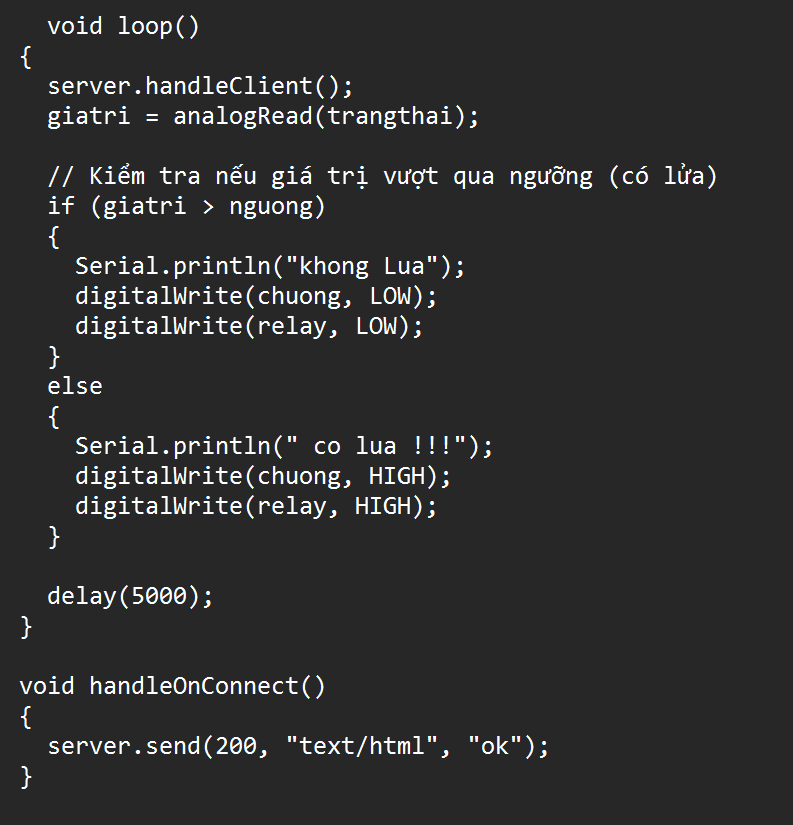 void loop()
{
server.handleClient();
giatri = analogRead(trangthai);
// Kiểm tra nếu giá trị vượt qua ngưỡng (có lửa)
if (giatri > nguong)
{
Serial.println("khong Lua");
digitalWrite(chuong, LOW);
digitalWrite(relay, LOW);
}
else
{
Serial.println(" co lua !!!");
digitalWrite(chuong, HIGH);
digitalWrite(relay, HIGH);
}
delay(5000);
}
void handleOnConnect()
{
server.send(200, "text/html", "ok");
}